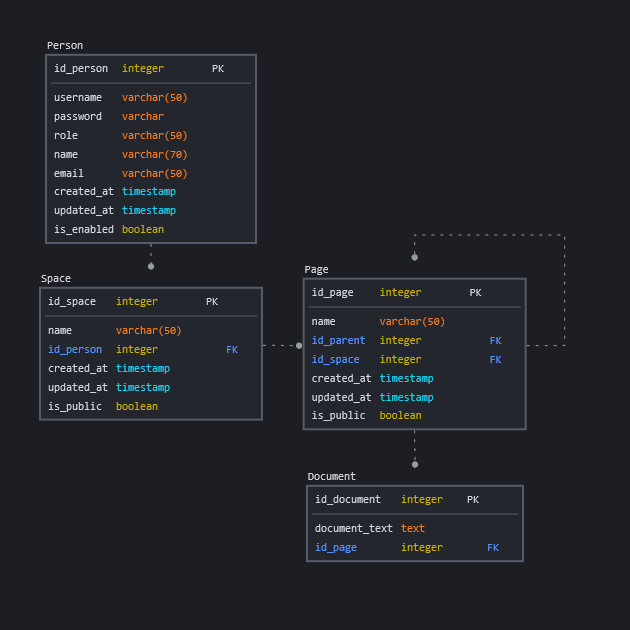 Person
id_person integer PK
username varchar(50)
password varchar
role varchar(50)
name varchar(70)
email varchar(50)
created_at timestamp
updated_at timestamp
is_enabled boolean
Space
id_space integer PK
name varchar(50)
id_person integer FK
created_at timestamp
updated_at timestamp
is_public boolean
Page
id_page integer PK
name varchar(50)
id_parent integer FK
id_space integer FK
created_at timestamp
updated_at timestamp
is_public boolean
Document
id_document integer PK
document_text text
id_page integer FK